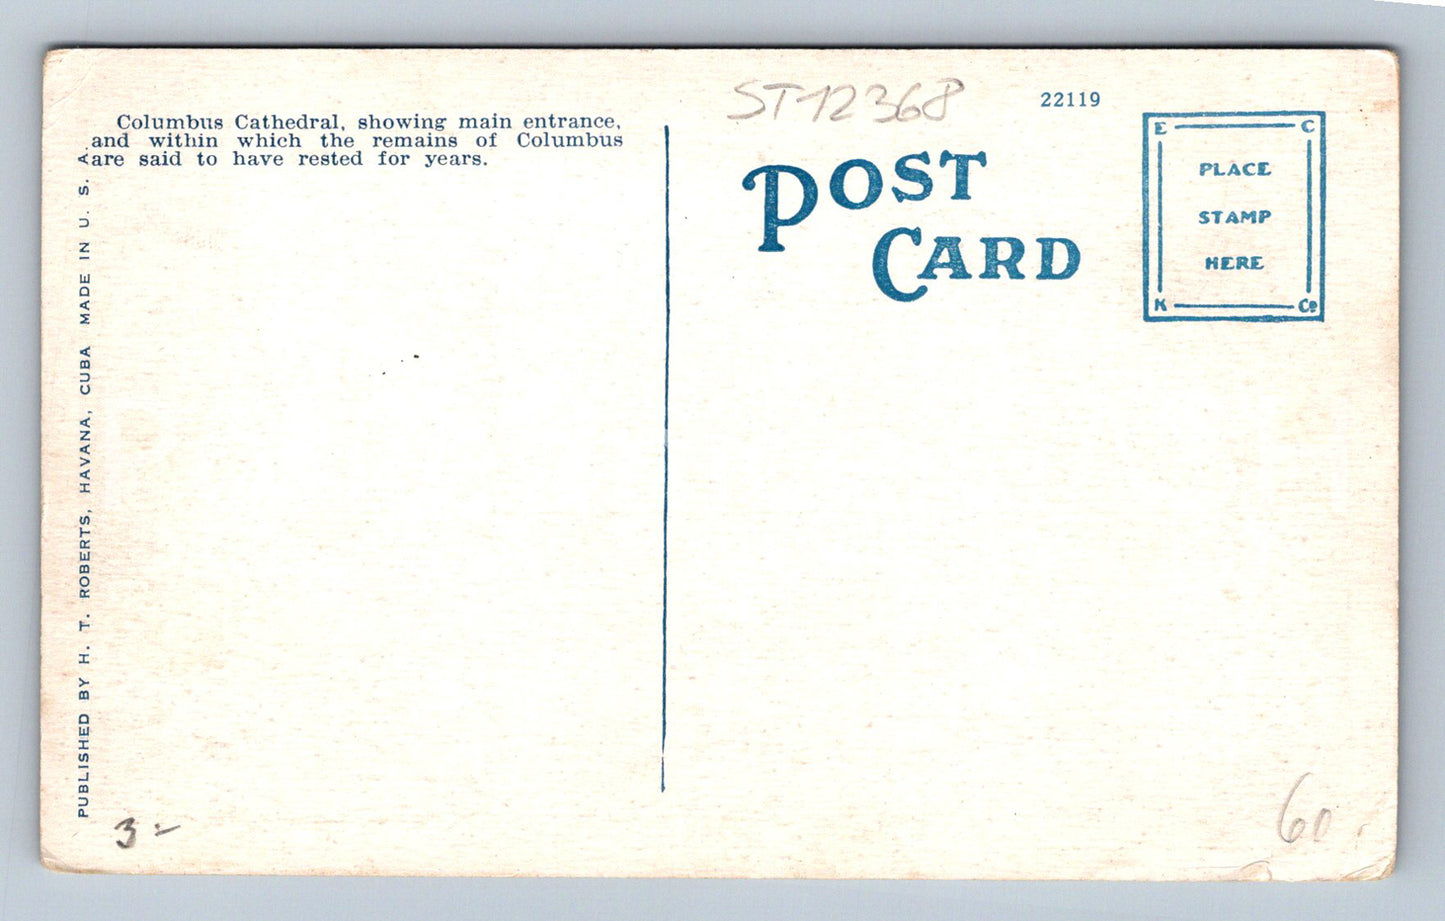 Columbus Cathedral, showing main entrance,
and within which the remains of Columbus
are said to have rested for years.
PUBLISHED BY H. T. ROBERTS, HAVANA, CUBA MADE IN U. S. A.
3-
ST12368
22119
POST
CARD
E C
PLACE
STAMP
HERE
K Co
60